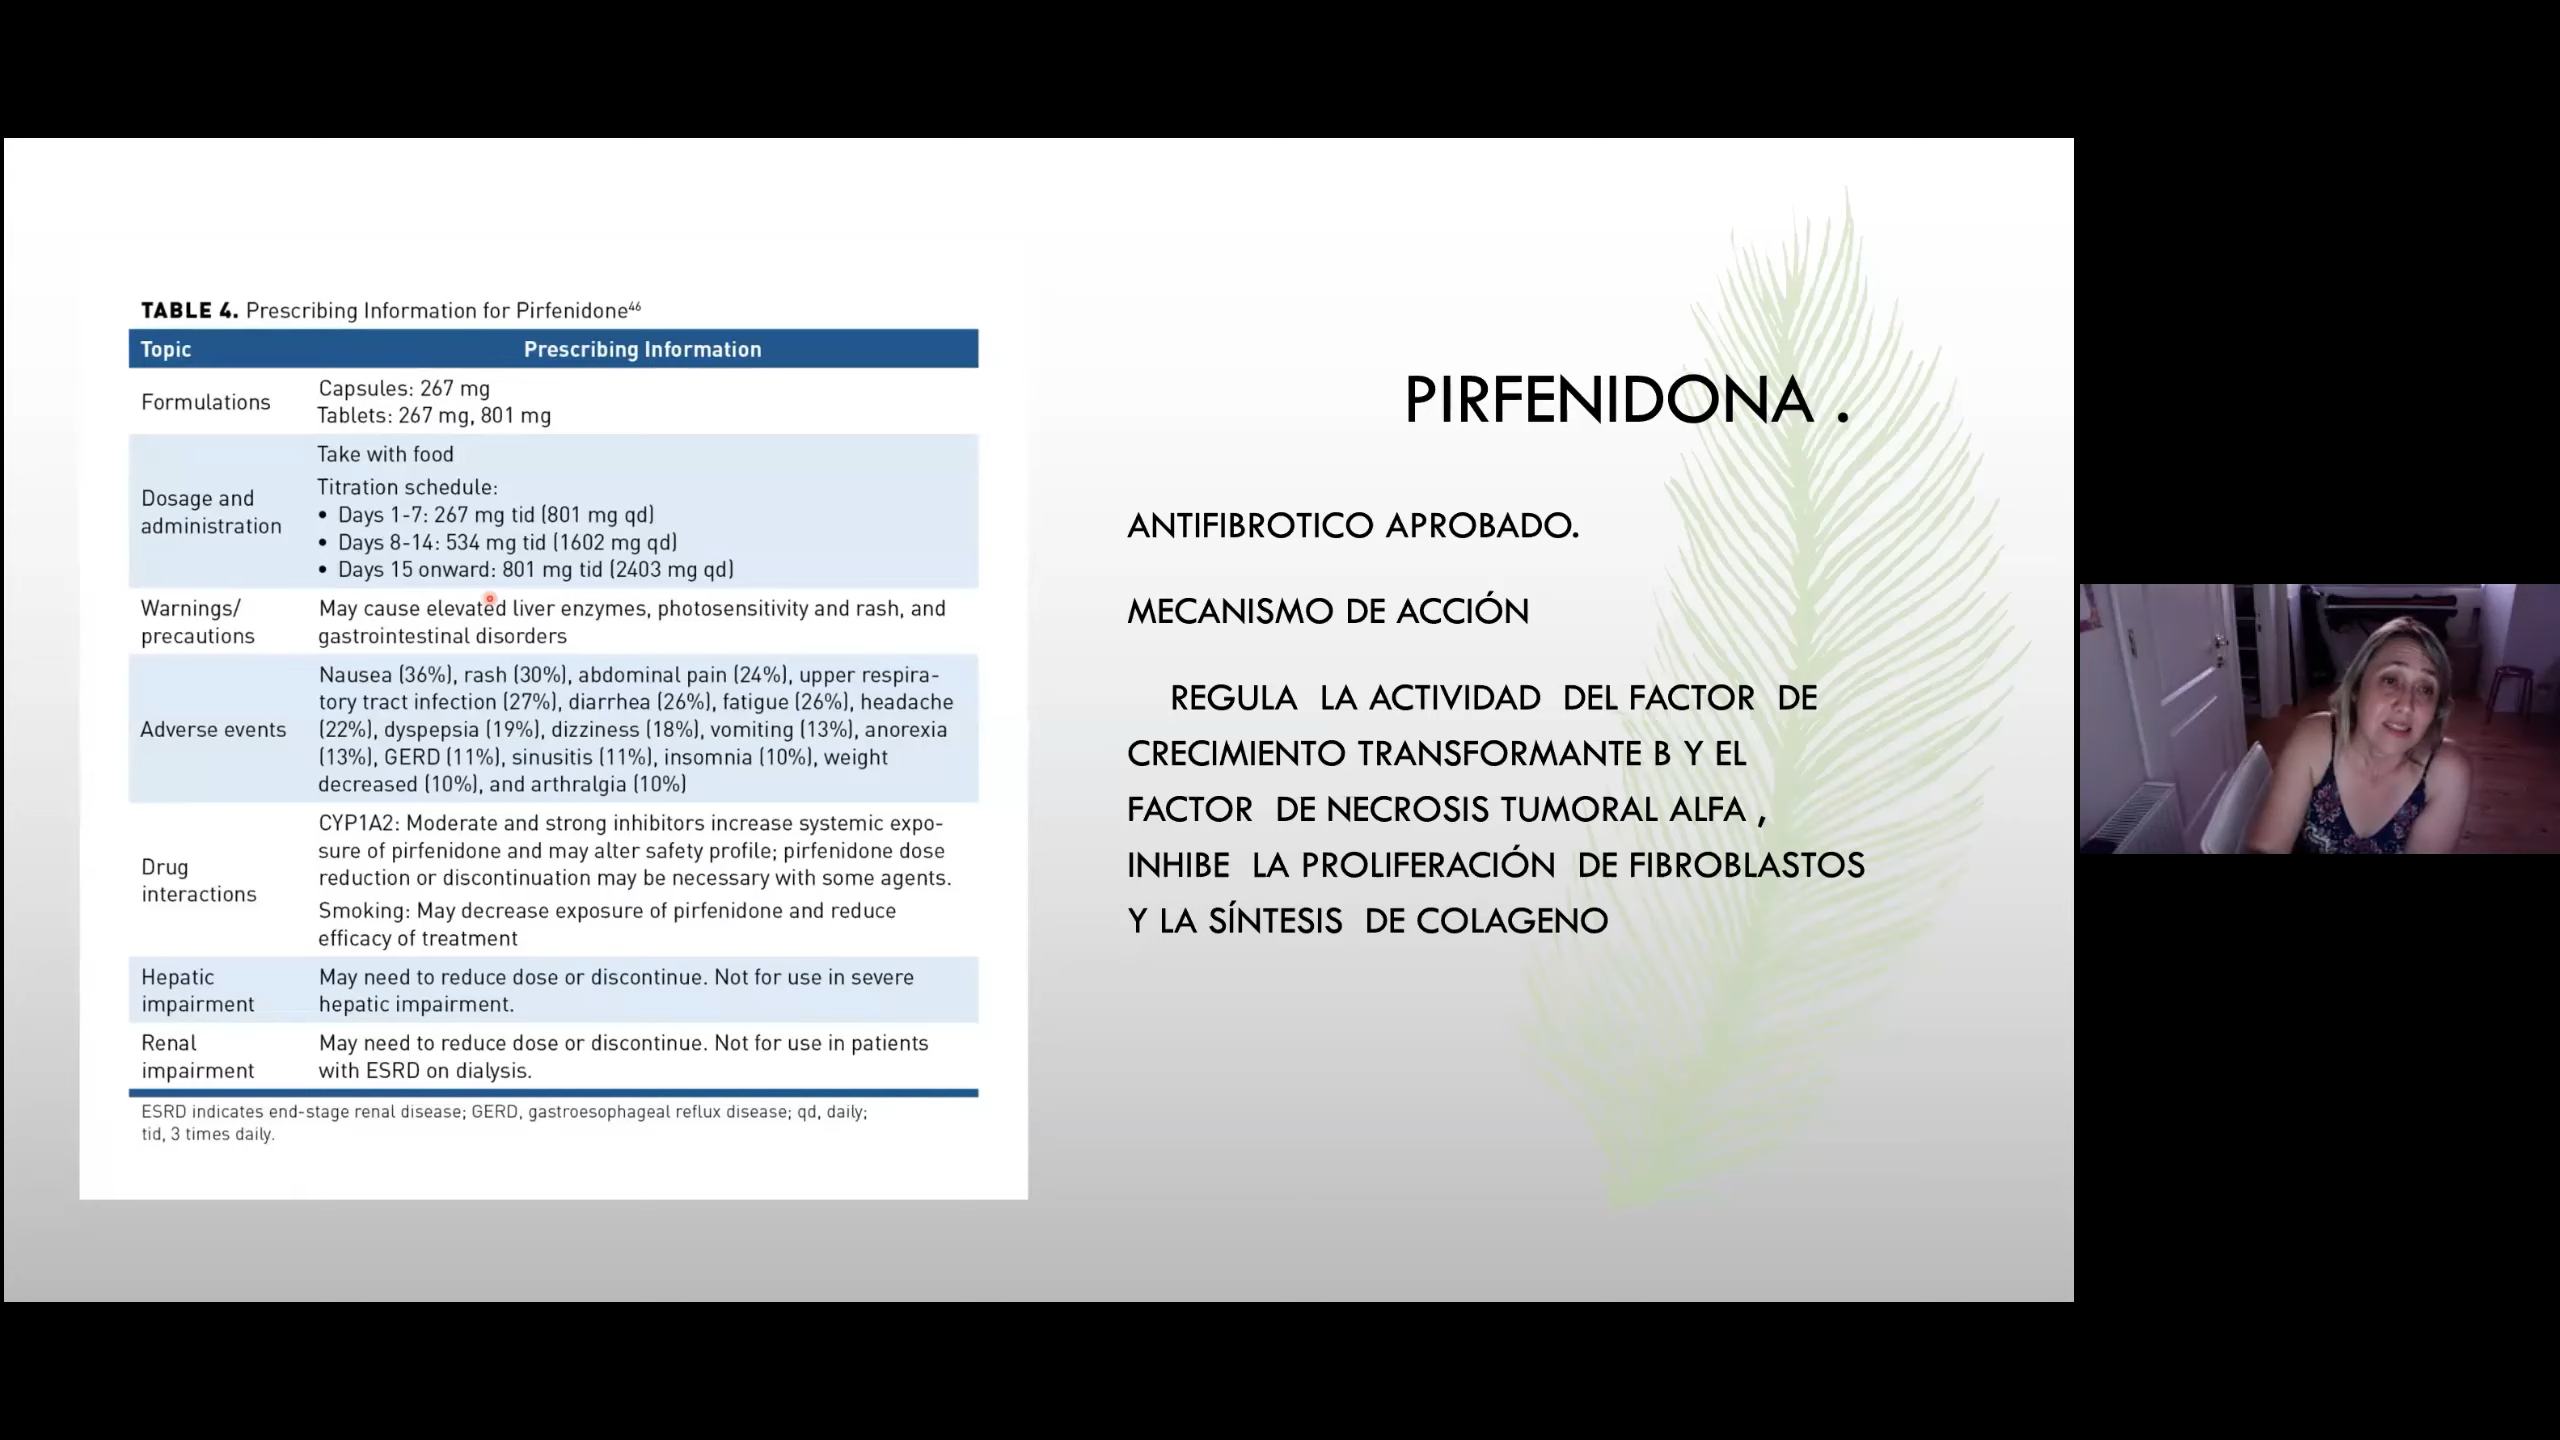 TABLE 4. Prescribing Information for Pirfenidone⁴⁶
Topic Prescribing Information
Formulations
Capsules: 267 mg
Tablets: 267 mg, 801 mg
Dosage and
administration
Take with food
Titration schedule:
• Days 1-7: 267 mg tid (801 mg qd)
• Days 8-14: 534 mg tid (1602 mg qd)
• Days 15 onward: 801 mg tid (2403 mg qd)
Warnings/
precautions
May cause elevated liver enzymes, photosensitivity and rash, and
gastrointestinal disorders
Adverse events
Nausea (36%), rash (30%), abdominal pain (24%), upper respira-
tory tract infection (27%), diarrhea (26%), fatigue (26%), headache
(22%), dyspepsia (19%), dizziness (18%), vomiting (13%), anorexia
(13%), GERD (11%), sinusitis (11%), insomnia (10%), weight
decreased (10%), and arthralgia (10%)
Drug
interactions
CYP1A2: Moderate and strong inhibitors increase systemic expo-
sure of pirfenidone and may alter safety profile; pirfenidone dose
reduction or discontinuation may be necessary with some agents.
Smoking: May decrease exposure of pirfenidone and reduce
efficacy of treatment
Hepatic
impairment
May need to reduce dose or discontinue. Not for use in severe
hepatic impairment.
Renal
impairment
May need to reduce dose or discontinue. Not for use in patients
with ESRD on dialysis.
ESRD indicates end-stage renal disease; GERD, gastroesophageal reflux disease; qd, daily;
tid, 3 times daily.
PIRFENIDONA .
ANTIFIBROTICO APROBADO.
MECANISMO DE ACCIÓN
REGULA LA ACTIVIDAD DEL FACTOR DE
CRECIMIENTO TRANSFORMANTE B Y EL
FACTOR DE NECROSIS TUMORAL ALFA ,
INHIBE LA PROLIFERACIÓN DE FIBROBLASTOS
Y LA SÍNTESIS DE COLAGENO